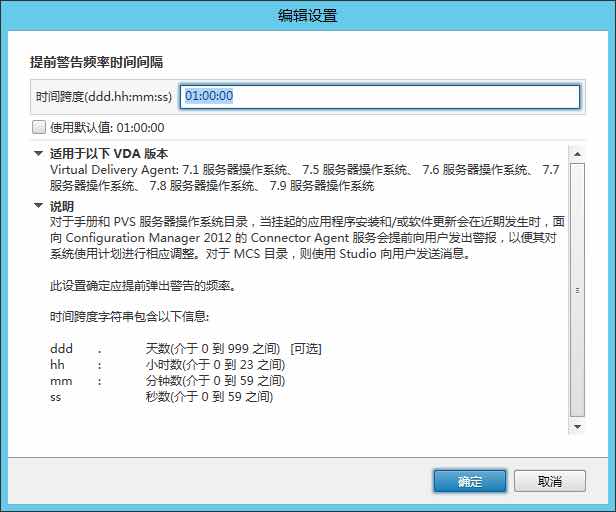 编辑设置
提前警告频率时间间隔
时间跨度(ddd.hh:mm:ss) 01:00:00
使用默认值: 01:00:00
适用于以下 VDA 版本
Virtual Delivery Agent: 7.1 服务器操作系统、 7.5 服务器操作系统、 7.6 服务器操作系统、 7.7
服务器操作系统、 7.8 服务器操作系统、 7.9 服务器操作系统
说明
对于手册和 PVS 服务器操作系统目录，当挂起的应用程序安装和/或软件更新会在近期发生时，面
向 Configuration Manager 2012 的 Connector Agent 服务会提前向用户发出警报，以便其对
系统使用计划进行相应调整。对于 MCS 目录，则使用 Studio 向用户发送消息。
此设置确定应提前弹出警告的频率。
时间跨度字符串包含以下信息:
ddd . 天数(介于 0 到 999 之间) [可选]
hh : 小时数(介于 0 到 23 之间)
mm : 分钟数(介于 0 到 59 之间)
ss 秒数(介于 0 到 59 之间)
确定 取消